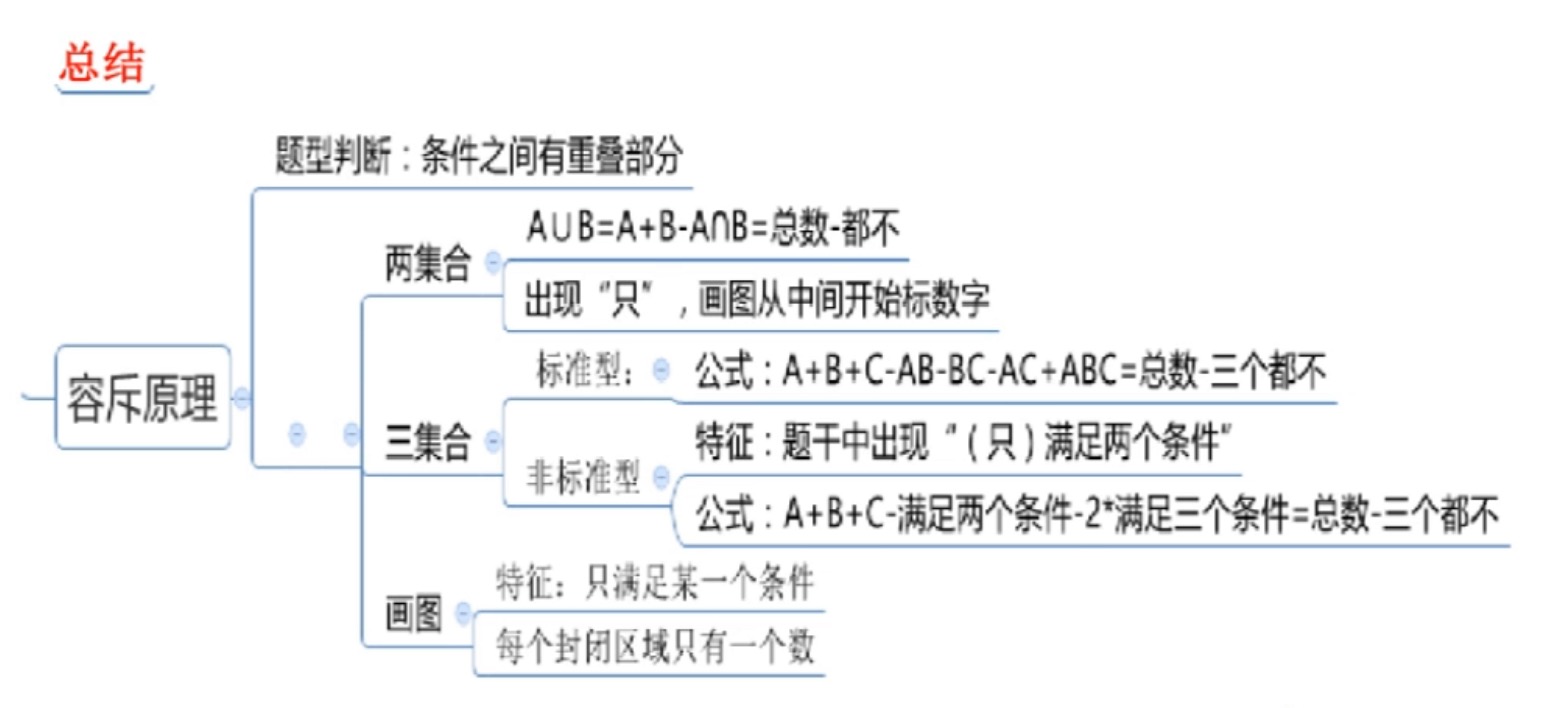 总结
题型判断：条件之间有重叠部分
A∪B=A+B-A∩B=总数-都不
两集合
出现“只”，画图从中间开始标数字
标准型：
公式：A+B+C-AB-BC-AC+ABC=总数-三个都不
容斥原理
三集合
特征：题干中出现“（只）满足两个条件”
非标准型
公式：A+B+C-满足两个条件-2*满足三个条件=总数-三个都不
特征：只满足某一个条件
画图
每个封闭区域只有一个数